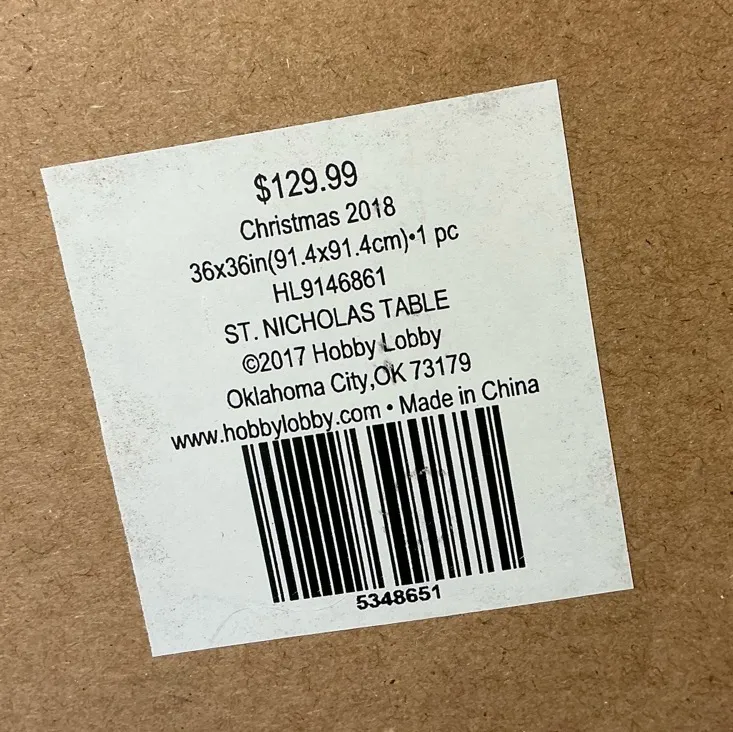 $129.99
Christmas 2018
36x36in(91.4x91.4cm)•1 pc
HL9146861
ST. NICHOLAS TABLE
©2017 Hobby Lobby
Oklahoma City,OK 73179
www.hobbylobby.com • Made in China
5348651